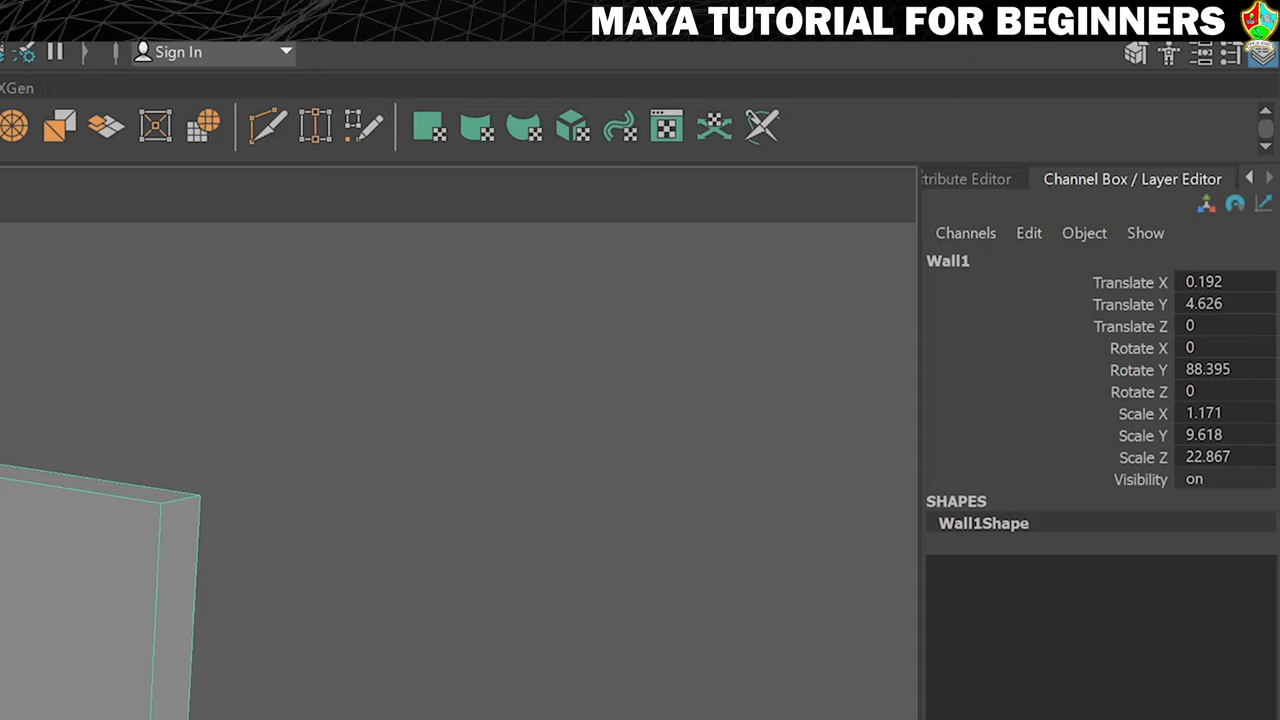 MAYA TUTORIAL FOR BEGINNERS
Sign In
XGen
tribute Editor
Channel Box / Layer Editor
Channels Edit Object Show
Wall1
Translate X 0.192
Translate Y 4.626
Translate Z 0
Rotate X 0
Rotate Y 88.395
Rotate Z 0
Scale X 1.171
Scale Y 9.618
Scale Z 22.867
Visibility on
SHAPES
Wall1Shape